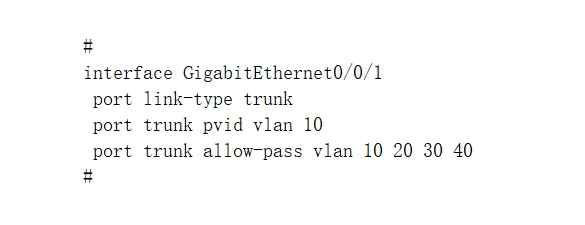 #
interface GigabitEthernet0/0/1
port link-type trunk
port trunk pvid vlan 10
port trunk allow-pass vlan 10 20 30 40
#